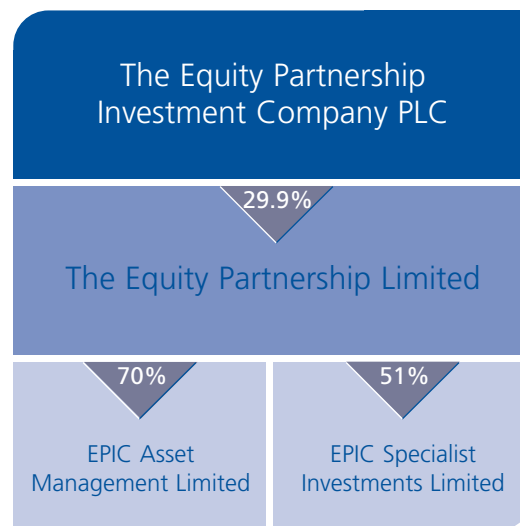 The Equity Partnership
Investment Company PLC
29.9%
The Equity Partnership Limited
70%
51%
EPIC Asset
Management Limited
EPIC Specialist
Investments Limited